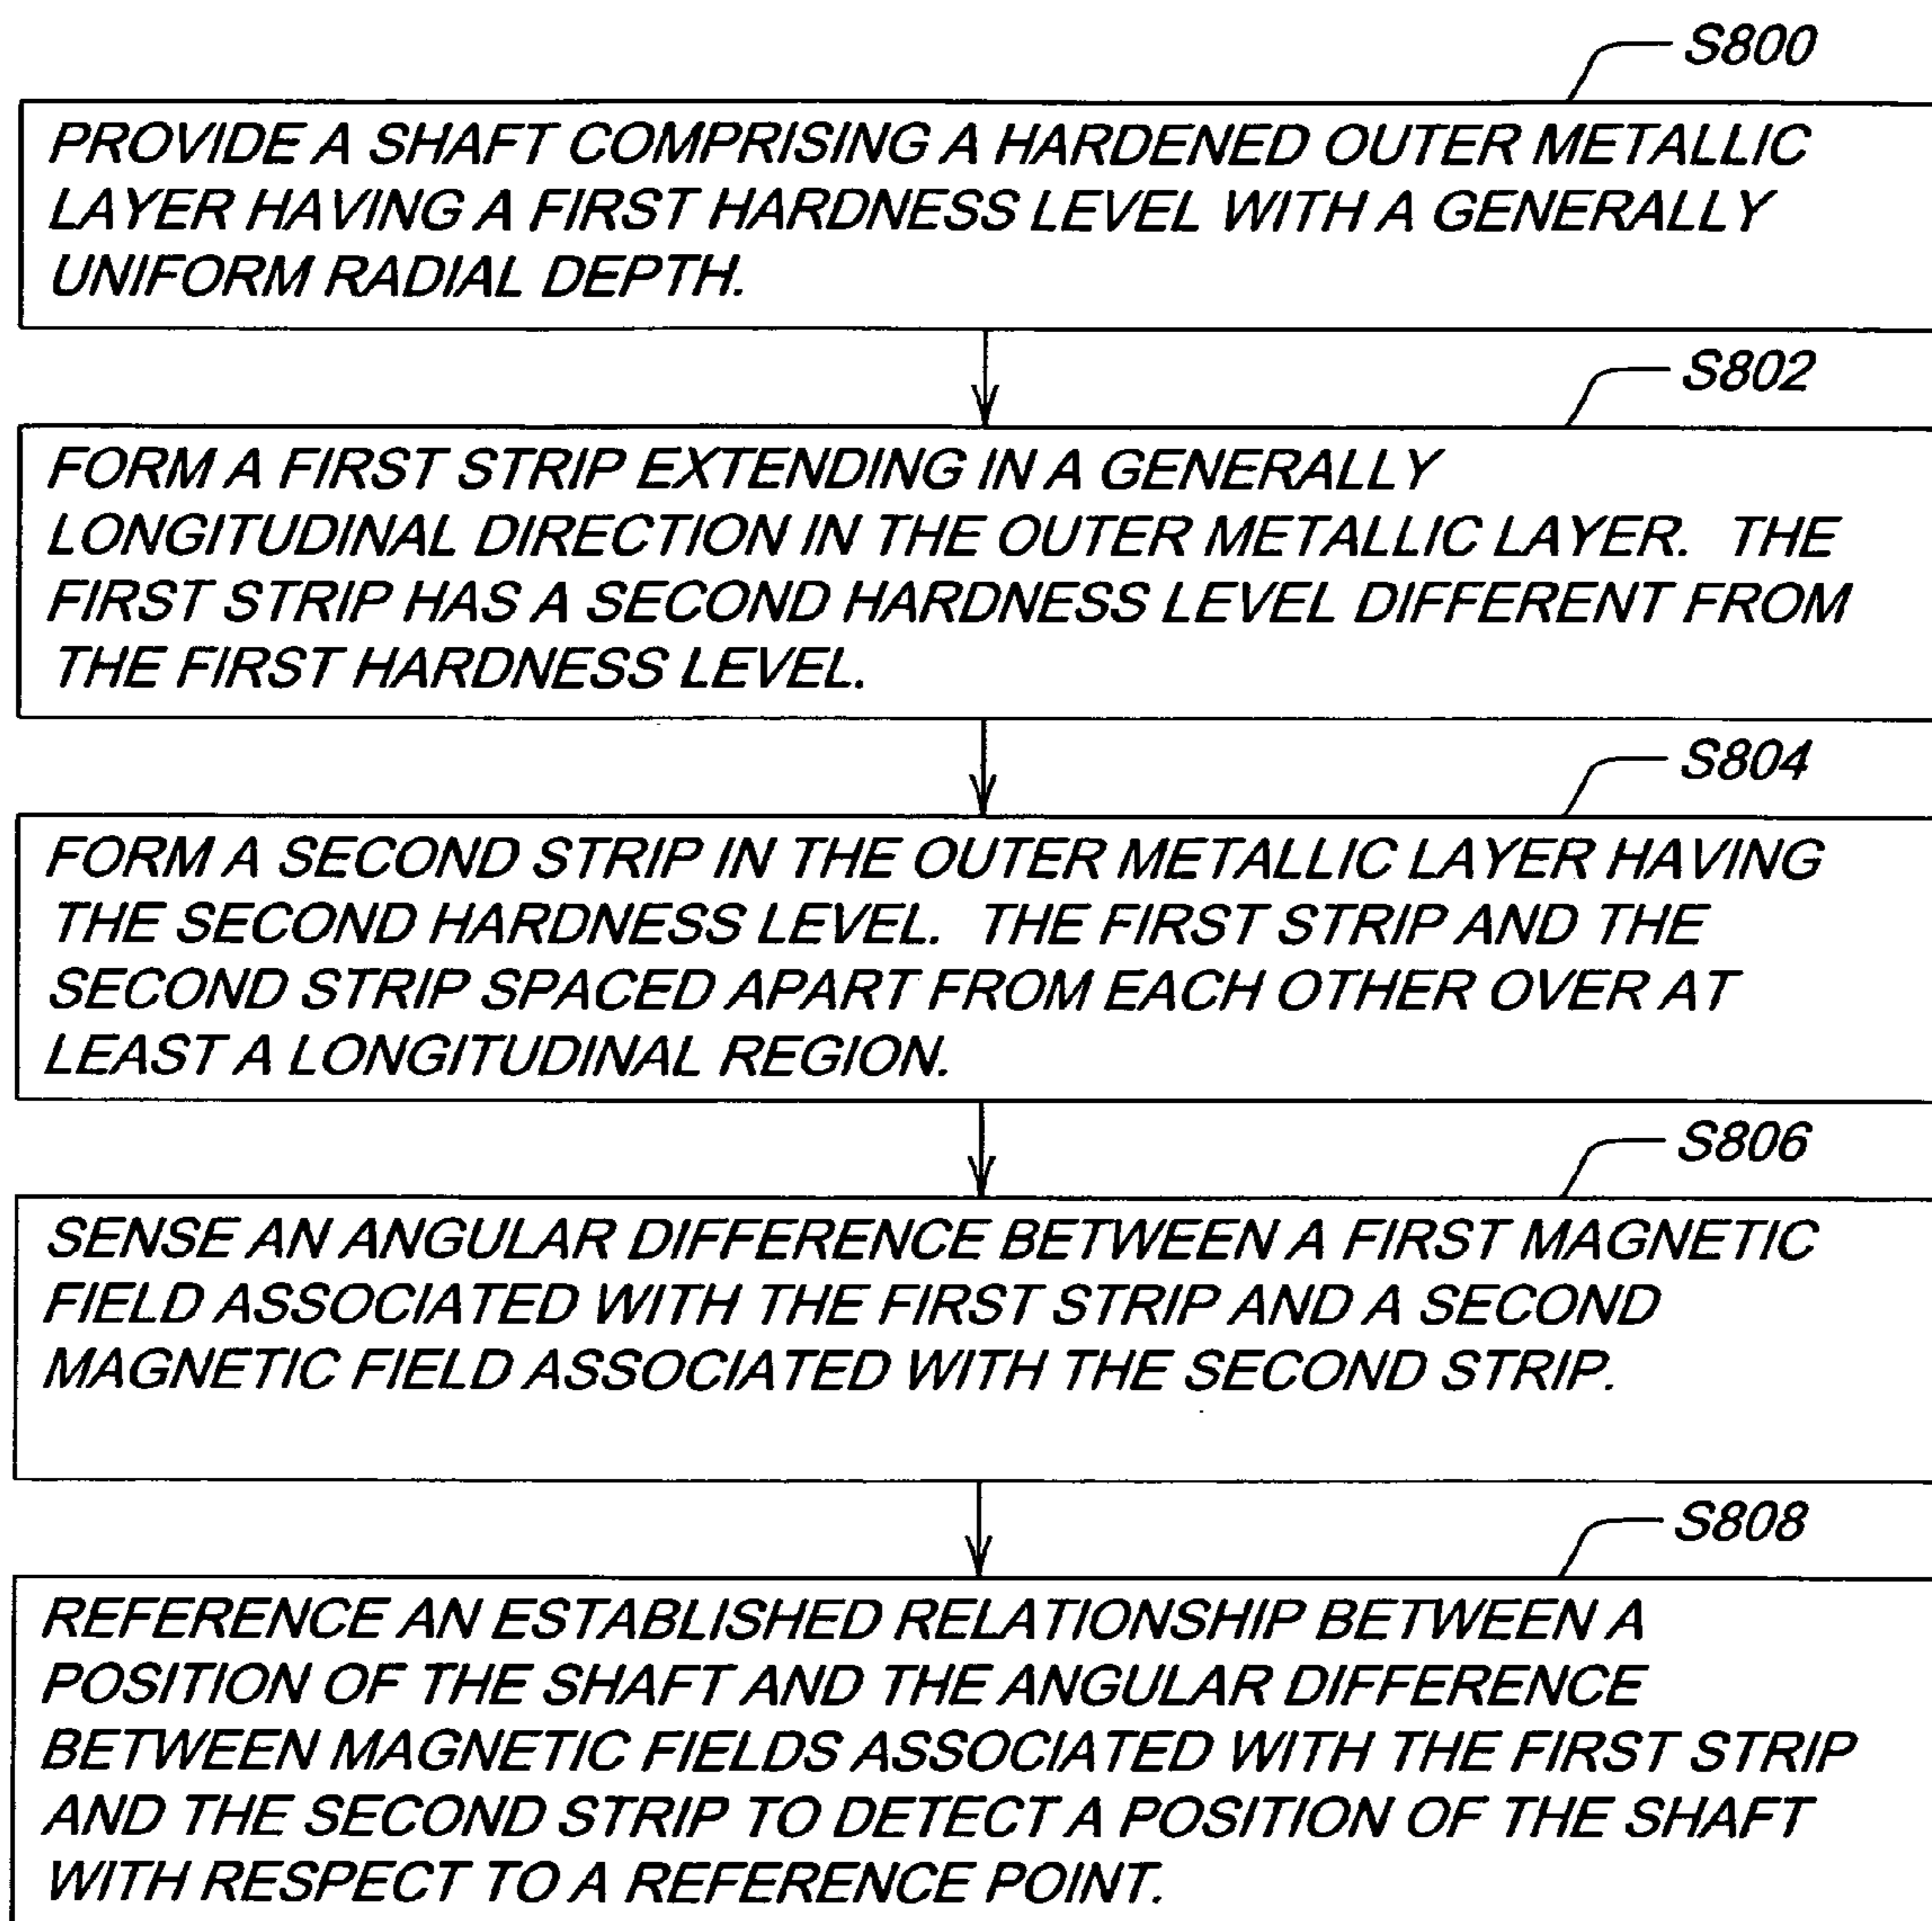 S800
PROVIDE A SHAFT COMPRISING A HARDENED OUTER METALLIC
LAYER HAVING A FIRST HARDNESS LEVEL WITH A GENERALLY
UNIFORM RADIAL DEPTH.
S802
FORM A FIRST STRIP EXTENDING IN A GENERALLY
LONGITUDINAL DIRECTION IN THE OUTER METALLIC LAYER. THE
FIRST STRIP HAS A SECOND HARDNESS LEVEL DIFFERENT FROM
THE FIRST HARDNESS LEVEL.
S804
FORM A SECOND STRIP IN THE OUTER METALLIC LAYER HAVING
THE SECOND HARDNESS LEVEL. THE FIRST STRIP AND THE
SECOND STRIP SPACED APART FROM EACH OTHER OVER AT
LEAST A LONGITUDINAL REGION.
S806
SENSE AN ANGULAR DIFFERENCE BETWEEN A FIRST MAGNETIC
FIELD ASSOCIATED WITH THE FIRST STRIP AND A SECOND
MAGNETIC FIELD ASSOCIATED WITH THE SECOND STRIP.
S808
REFERENCE AN ESTABLISHED RELATIONSHIP BETWEEN A
POSITION OF THE SHAFT AND THE ANGULAR DIFFERENCE
BETWEEN MAGNETIC FIELDS ASSOCIATED WITH THE FIRST STRIP
AND THE SECOND STRIP TO DETECT A POSITION OF THE SHAFT
WITH RESPECT TO A REFERENCE POINT.